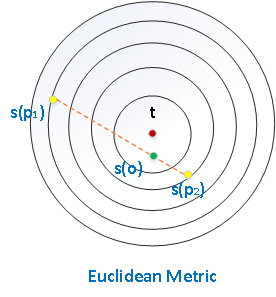 t
s(p₁)
s(o)
s(p₂)
Euclidean Metric